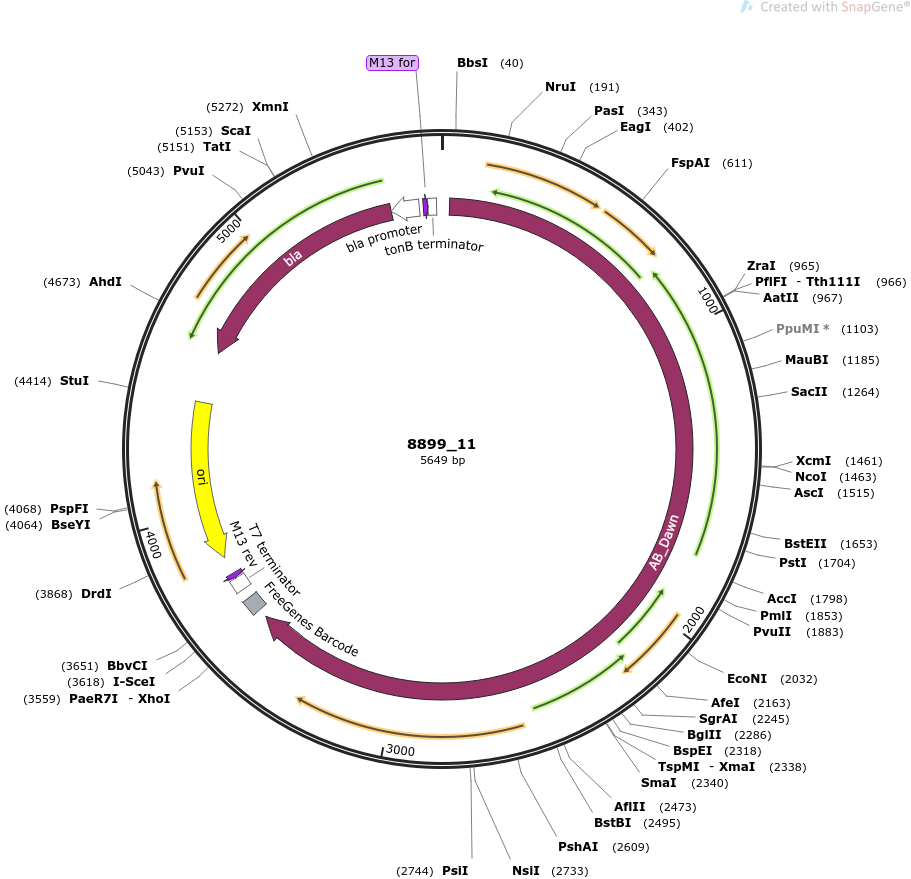 Created with SnapGene®
M13 for
BbsI (40)
NruI (191)
PasI (343)
EagI (402)
FspAI (611)
ZraI (965)
PflFI - Tth111I (966)
AatII (967)
1000
PpuMI * (1103)
MauBI (1185)
SacII (1264)
XcmI (1461)
NcoI (1463)
AscI (1515)
BstEII (1653)
PstI (1704)
AccI (1798)
PmlI (1853)
PvuII (1883)
2000
EcoNI (2032)
AfeI (2163)
SgrAI (2245)
BglII (2286)
BspEI (2318)
TspMI - XmaI (2338)
SmaI (2340)
AflII (2473)
BstBI (2495)
PshAI (2609)
NsiI (2733)
(2744) PsiI
3000
(3559) PaeR7I - XhoI
(3618) I-SceI
(3651) BbvCI
(3868) DrdI
4000
(4064) BseYI
(4068) PspFI
(4414) StuI
(4673) AhdI
5000
(5043) PvuI
(5151) TatI
(5153) ScaI
(5272) XmnI
bla
bla promoter
tonB terminator
8899_11
5649 bp
AB_Dawn
ori
M13 rev
T7 terminator
FreeGenes Barcode